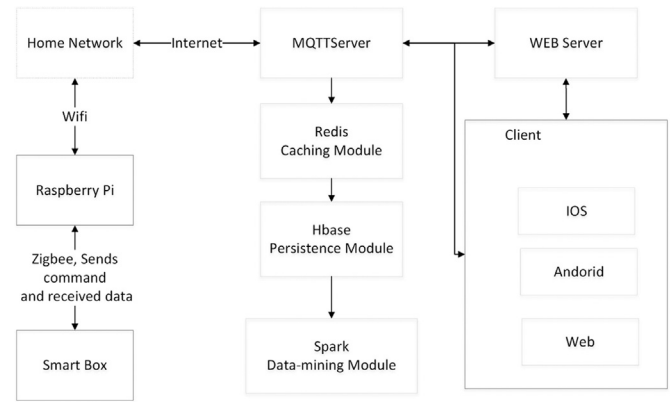 Home Network
Internet
MQTTServer
WEB Server
Wifi
Redis
Caching Module
Client
Raspberry Pi
IOS
Hbase
Persistence Module
Zigbee, Sends
command
and received data
Andorid
Smart Box
Spark
Data-mining Module
Web